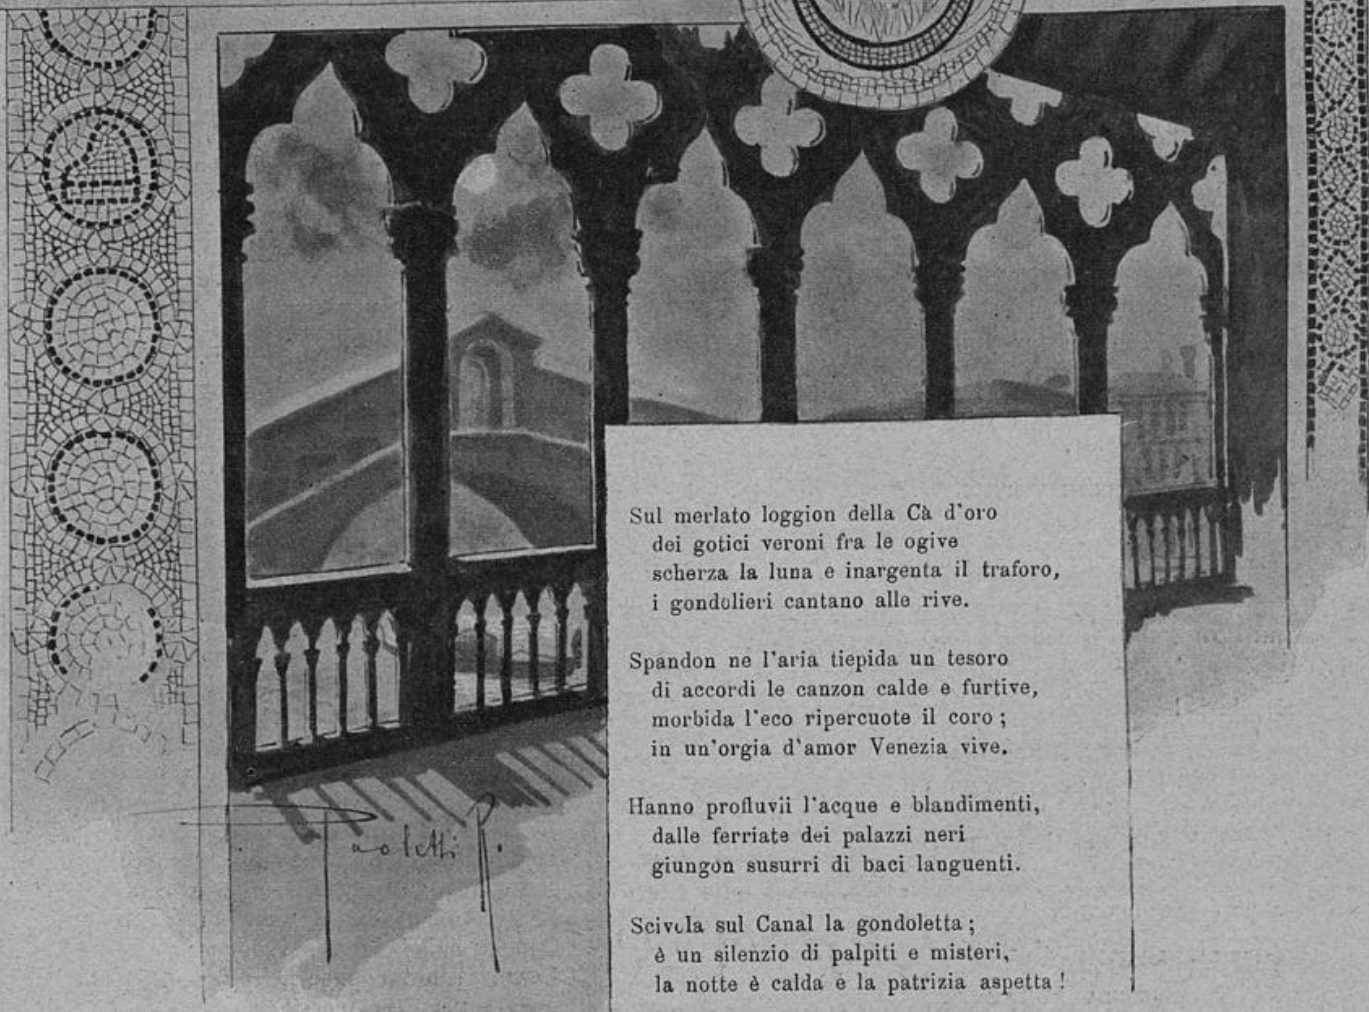 Sul merlato loggion della Cà d'oro
dei gotici veroni fra le ogive
scherza la luna e inargenta il traforo,
i gondolieri cantano alle rive.
Spandon ne l'aria tiepida un tesoro
di accordi le canzon calde e furtive,
morbida l'eco ripercuote il coro ;
in un'orgia d'amor Venezia vive.
Hanno profluvii l'acque e blandimenti,
dalle ferriate dei palazzi neri
giungon susurri di baci languenti.
Scivola sul Canal la gondoletta ;
è un silenzio di palpiti e misteri,
la notte è calda e la patrizia aspetta !
Paoletti R.